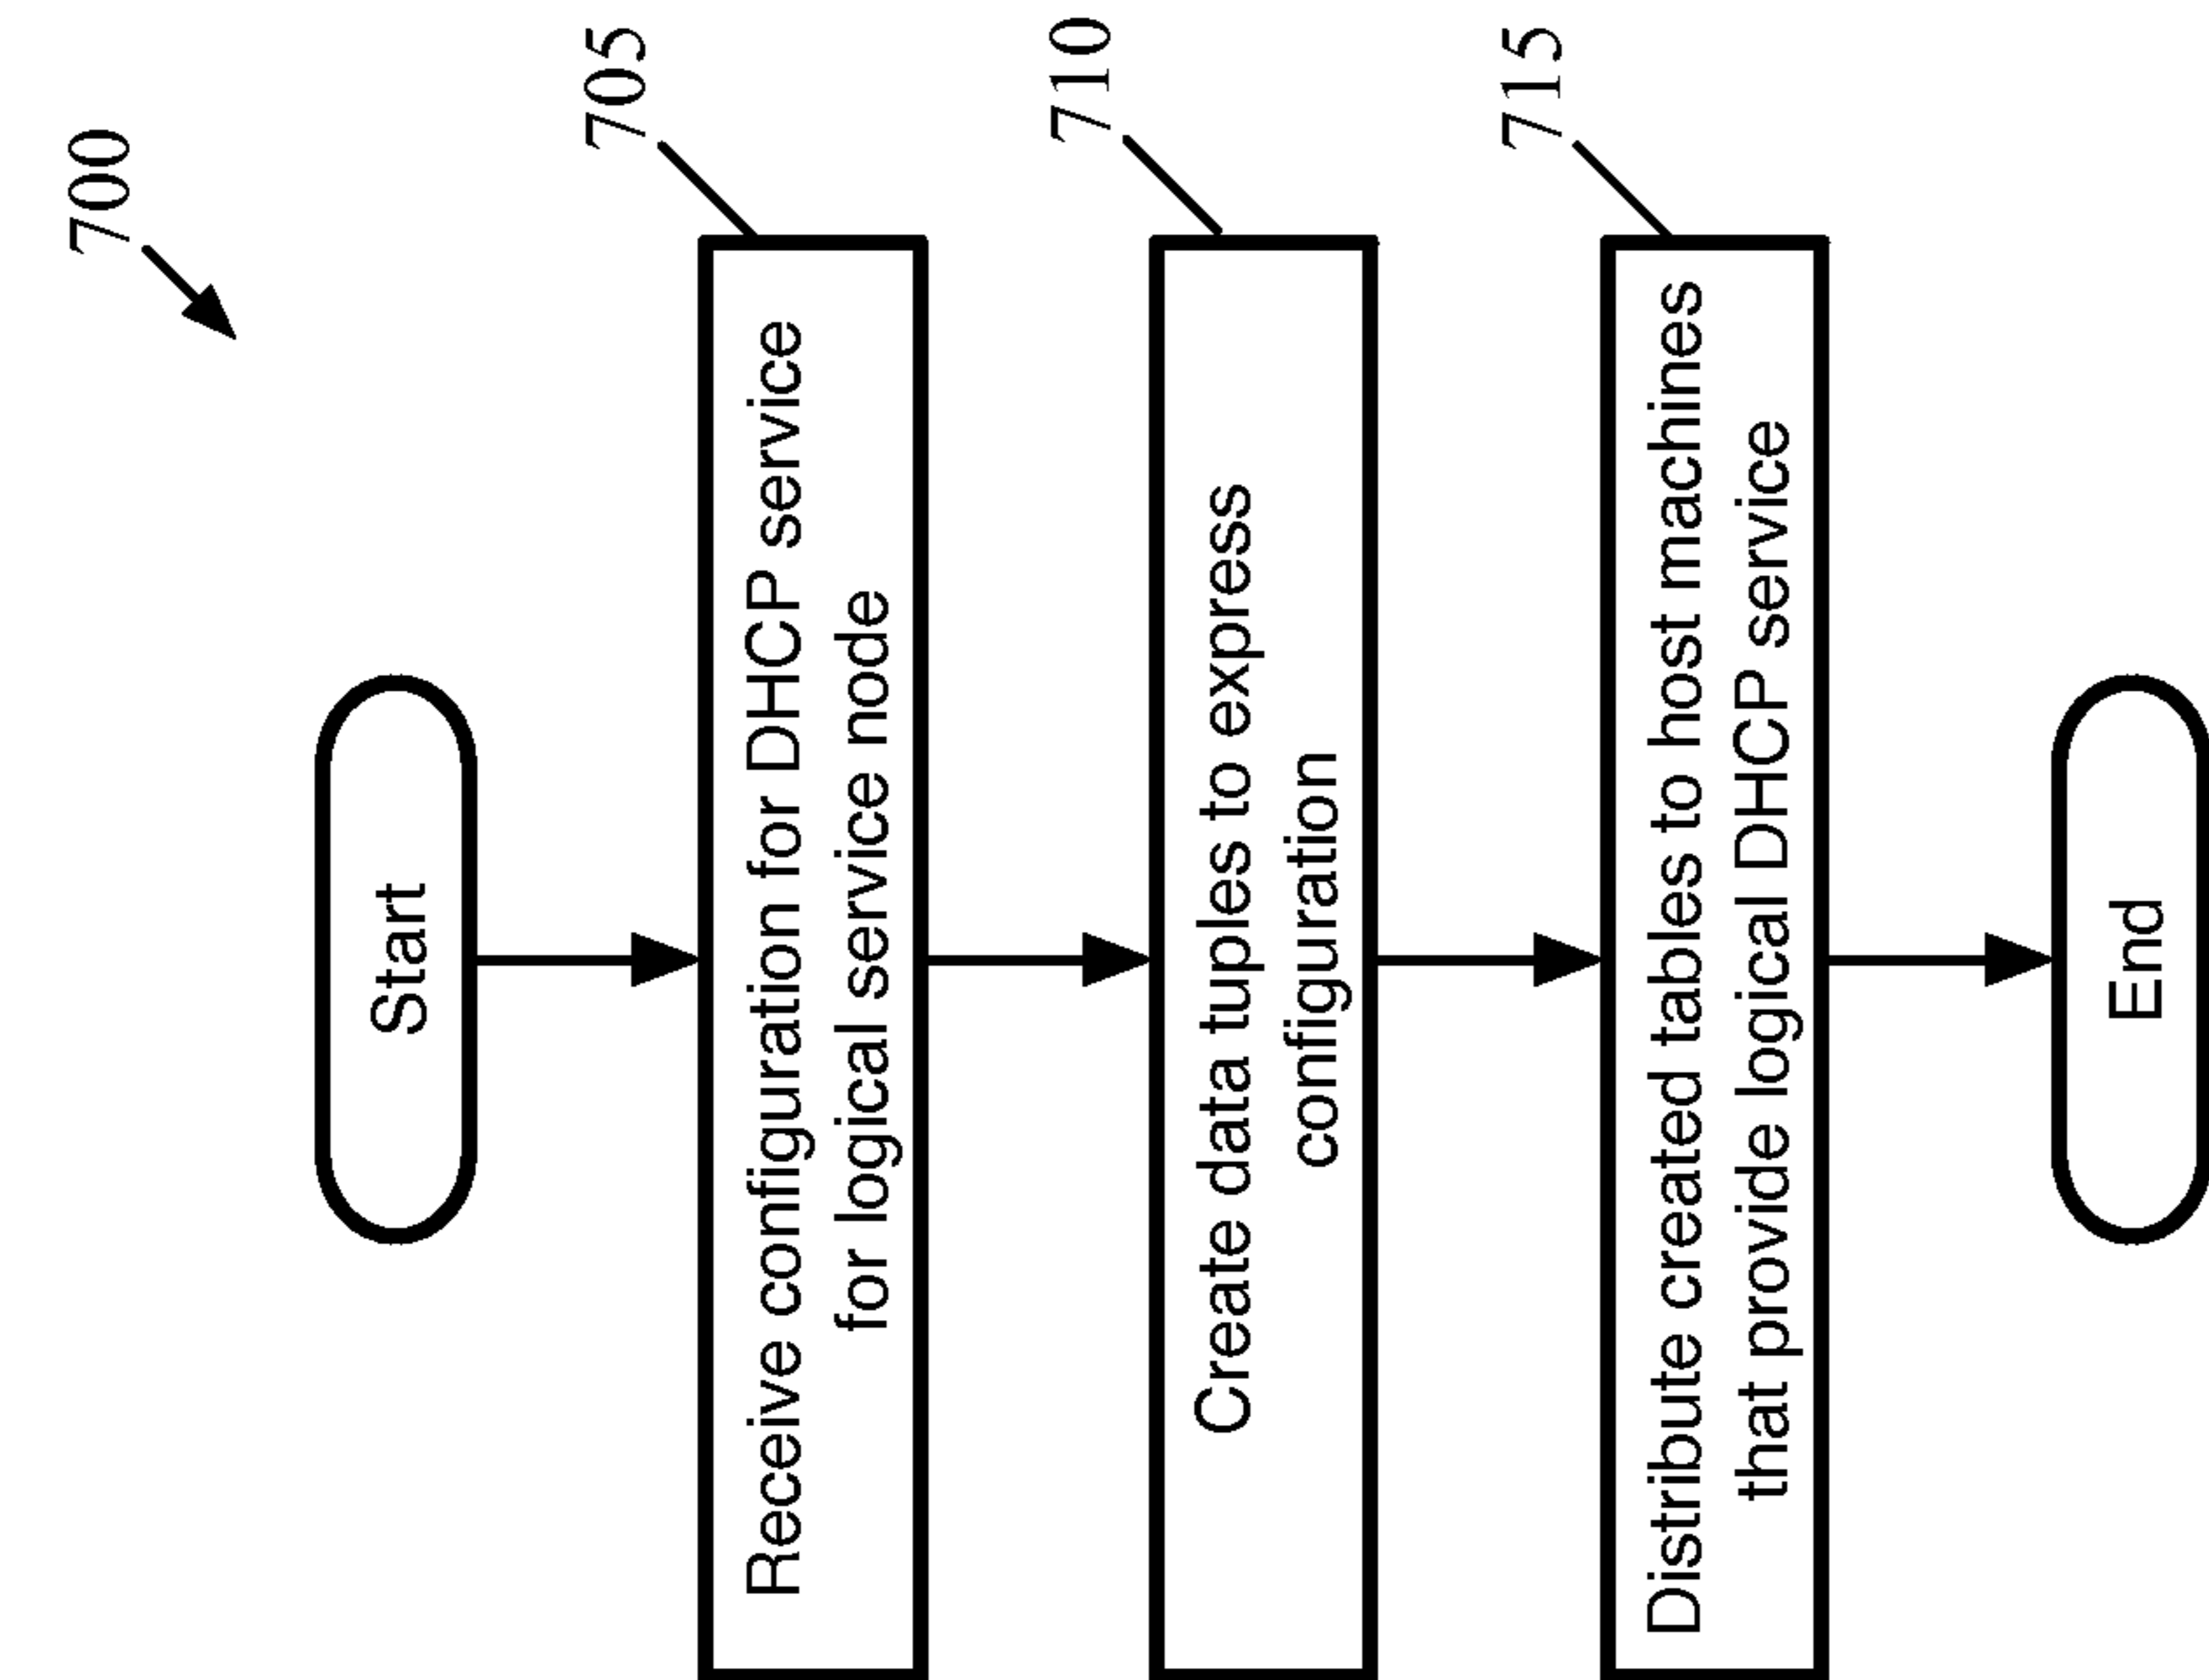 700
Start
705
Receive configuration for DHCP service
for logical service node
710
Create data tuples to express
configuration
715
Distribute created tables to host machines
that provide logical DHCP service
End